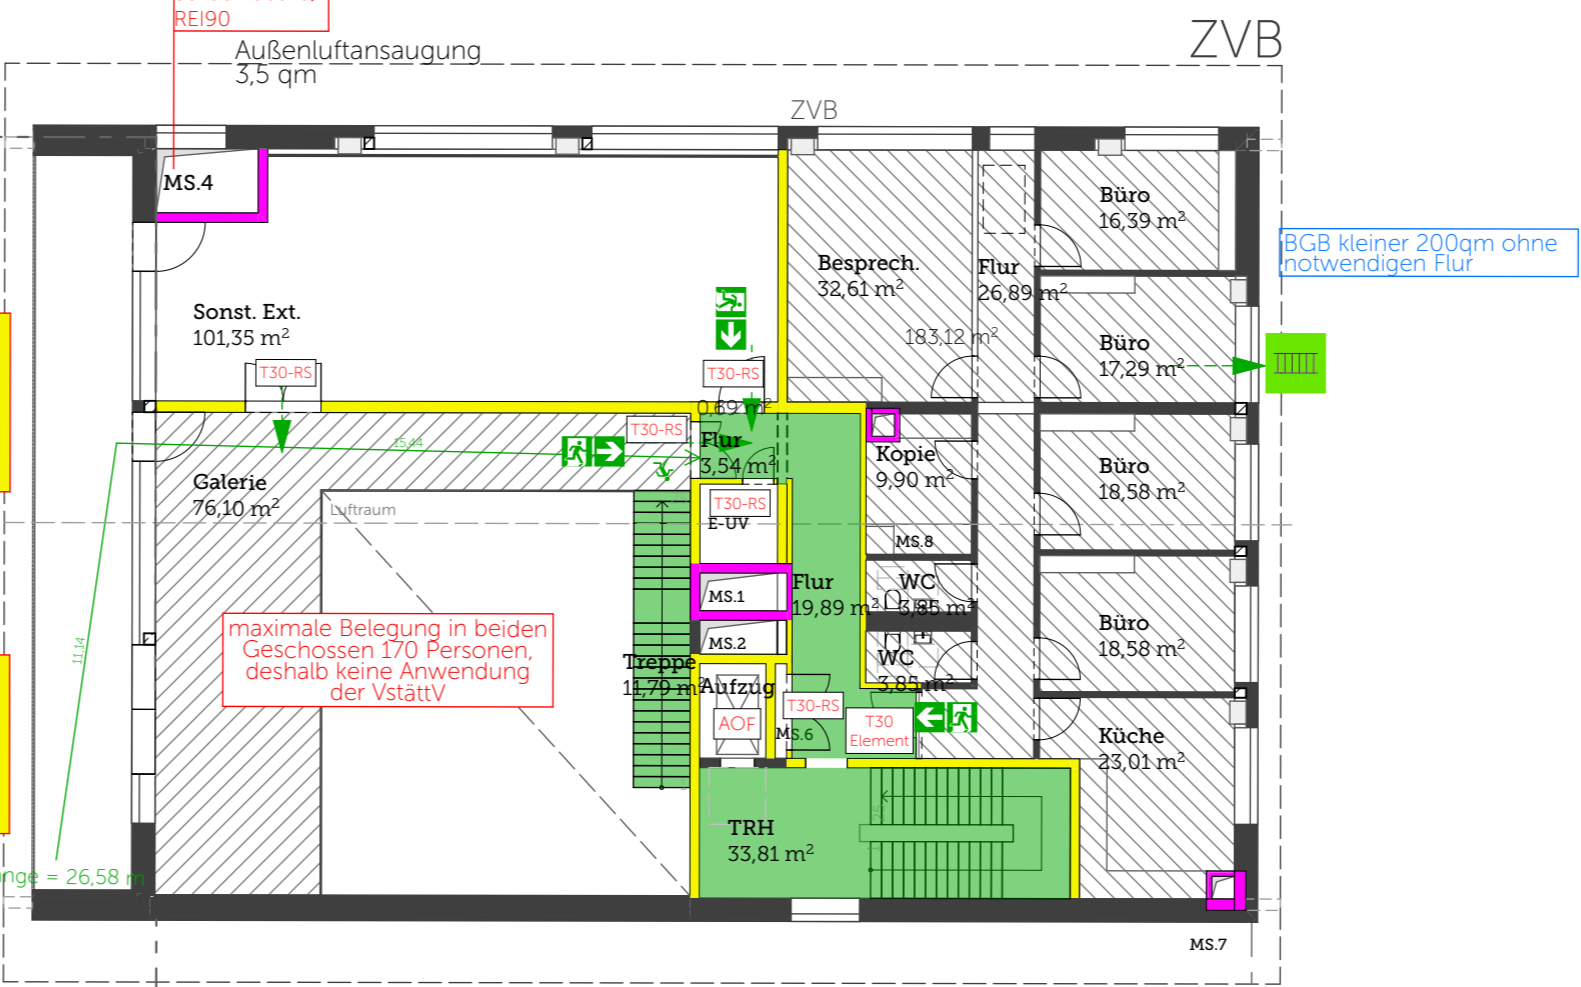 REI90
Außenluftansaugung
3,5 qm
ZVB
ZVB
MS.4
Büro
16,39 m²
BGB kleiner 200qm ohne
notwendigen Flur
Besprech.
32,61 m²
Flur
26,89 m²
Sonst. Ext.
101,35 m²
183,12 m²
Büro
17,29 m²
T30-RS
T30-RS
0,69 m²
T30-RS
Flur
3,54 m²
15,44
Kopie
9,90 m²
Büro
18,58 m²
Galerie
76,10 m²
Luftraum
T30-RS
E-UV
MS.8
MS.1
Flur
19,89 m²
WC
3,85 m²
maximale Belegung in beiden
Geschossen 170 Personen,
deshalb keine Anwendung
der VstättV
11,14
MS.2
Büro
18,58 m²
Treppe
11,79 m²
Aufzug
WC
3,85 m²
AOF
T30-RS
MS.6
T30
Element
Küche
23,01 m²
TRH
33,81 m²
nge = 26,58 m
MS.7